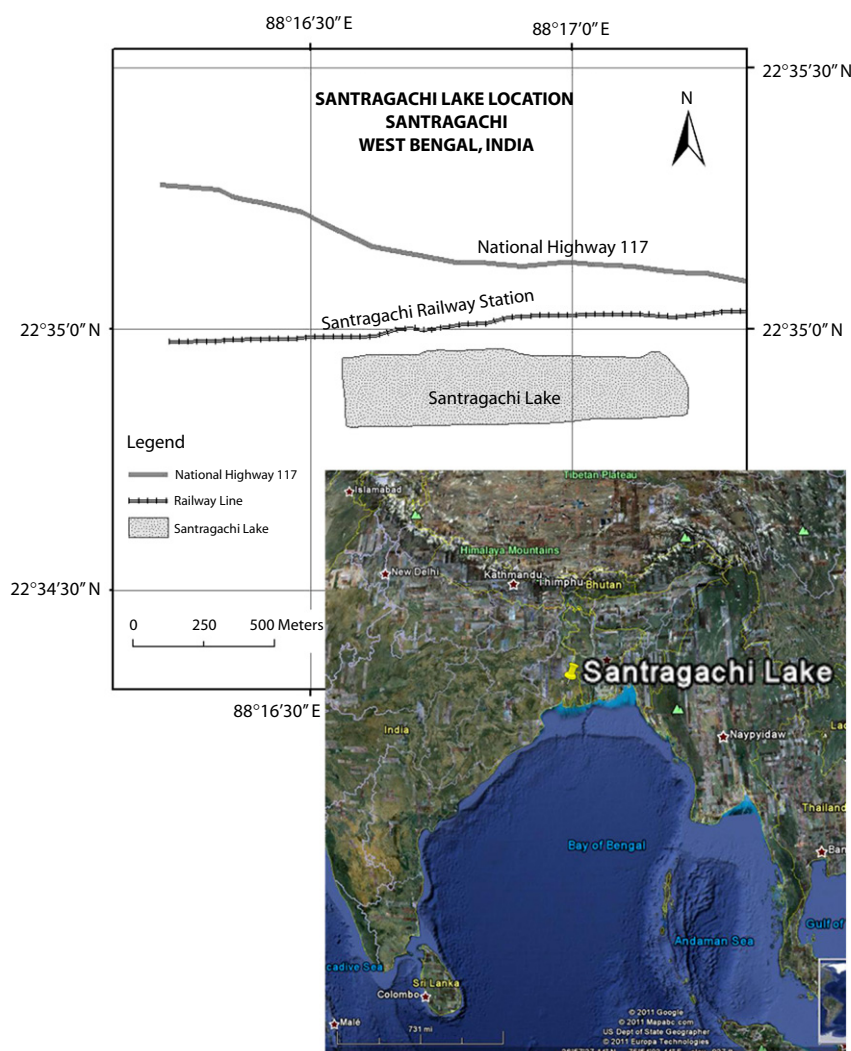 88°16'30" E
88°17'0" E
22°35'30" N
SANTRAGACHI LAKE LOCATION
SANTRAGACHI
WEST BENGAL, INDIA
N
National Highway 117
Santragachi Railway Station
22°35'0" N
22°35'0" N
Santragachi Lake
Legend
National Highway 117
Railway Line
Santragachi Lake
22°34'30" N
0 250 500 Meters
88°16'30" E
Tibetan Plateau
Islamabad
Himalaya Mountains
New Delhi
Kathmandu
Thimphu
Bhutan
Santragachi Lake
India
Naypyidaw
Thailand
Bay of Bengal
Ban
Gulf of
Andaman Sea
cadive Sea
Sri Lanka
Colombo
Malé
731 mi
© 2011 Google
© 2011 Mapabc.com
US Dept of State Geographer
© 2011 Europa Technologies